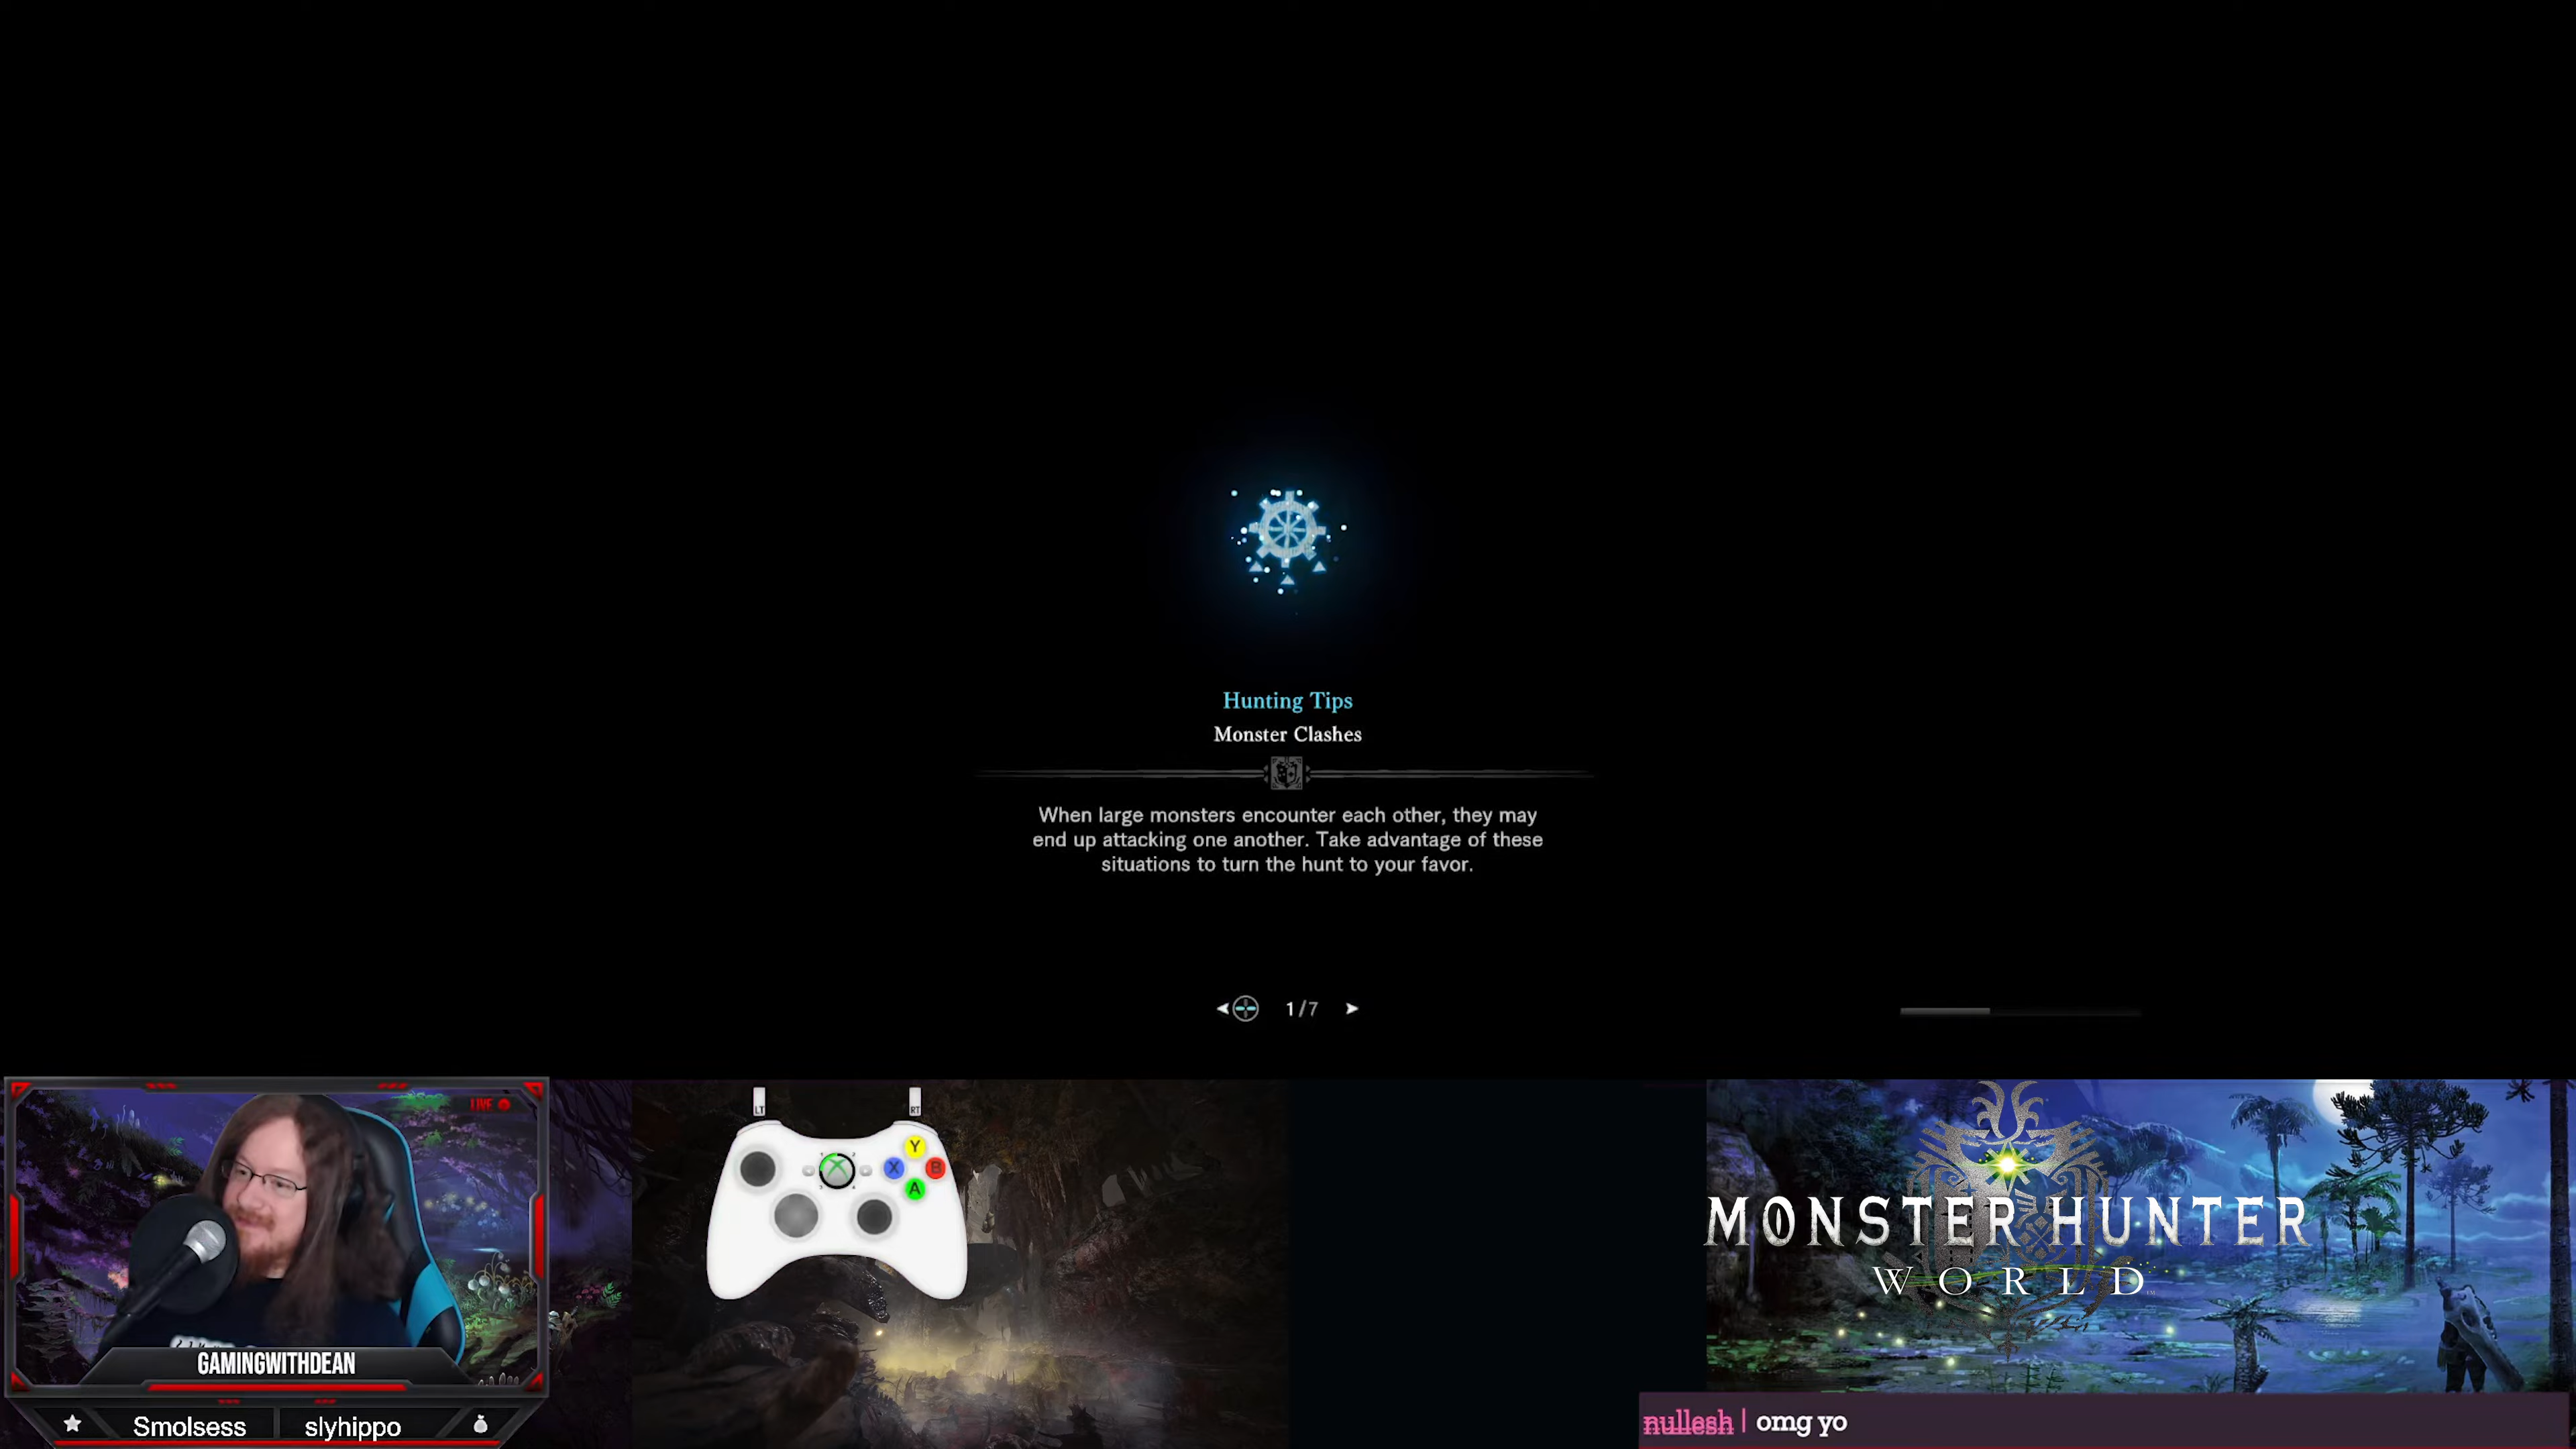 Hunting Tips
Monster Clashes
When large monsters encounter each other, they may
end up attacking one another. Take advantage of these
situations to turn the hunt to your favor.
1/7
LIVE
LT
RT
Y
X
B
A
GAMINGWITHDEAN
Smolsess
slyhippo
MONSTER HUNTER
WORLD
nullesh | omg yo